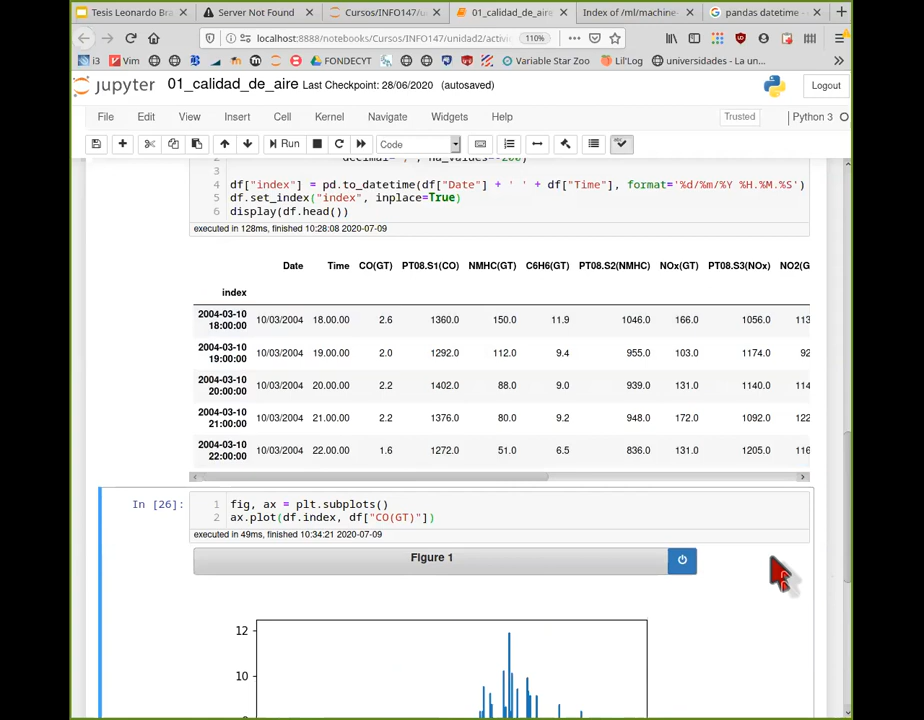 Tesis Leonardo Bra
Server Not Found
Cursos/INFO147/u
01_calidad_de_aire
Index of /ml/machine-
pandas datetime -
localhost:8888/notebooks/Cursos/INFO147/unidad2/activ
110%
i3
Vim
FONDECYT
Variable Star Zoo
Lil'Log
universidades - La un...
jupyter 01_calidad_de_aire Last Checkpoint: 28/06/2020 (autosaved)
Logout
File Edit View Insert Cell Kernel Navigate Widgets Help
Trusted
Python 3
Run
Code
2
3
4 df["index"] = pd.to_datetime(df["Date"] + ' ' + df["Time"], format='%d/%m/%Y %H.%M.%S')
5 df.set_index("index", inplace=True)
6 display(df.head())
executed in 128ms, finished 10:28:08 2020-07-09
Date Time CO(GT) PT08.S1(CO) NMHC(GT) C6H6(GT) PT08.S2(NMHC) NOx(GT) PT08.S3(NOx) NO2(G
index
2004-03-10
18:00:00 10/03/2004 18.00.00 2.6 1360.0 150.0 11.9 1046.0 166.0 1056.0 113
2004-03-10
19:00:00 10/03/2004 19.00.00 2.0 1292.0 112.0 9.4 955.0 103.0 1174.0 92
2004-03-10
20:00:00 10/03/2004 20.00.00 2.2 1402.0 88.0 9.0 939.0 131.0 1140.0 114
2004-03-10
21:00:00 10/03/2004 21.00.00 2.2 1376.0 80.0 9.2 948.0 172.0 1092.0 122
2004-03-10
22:00:00 10/03/2004 22.00.00 1.6 1272.0 51.0 6.5 836.0 131.0 1205.0 116
In [26]:
1 fig, ax = plt.subplots()
2 ax.plot(df.index, df["CO(GT)"])
executed in 49ms, finished 10:34:21 2020-07-09
Figure 1
12
10